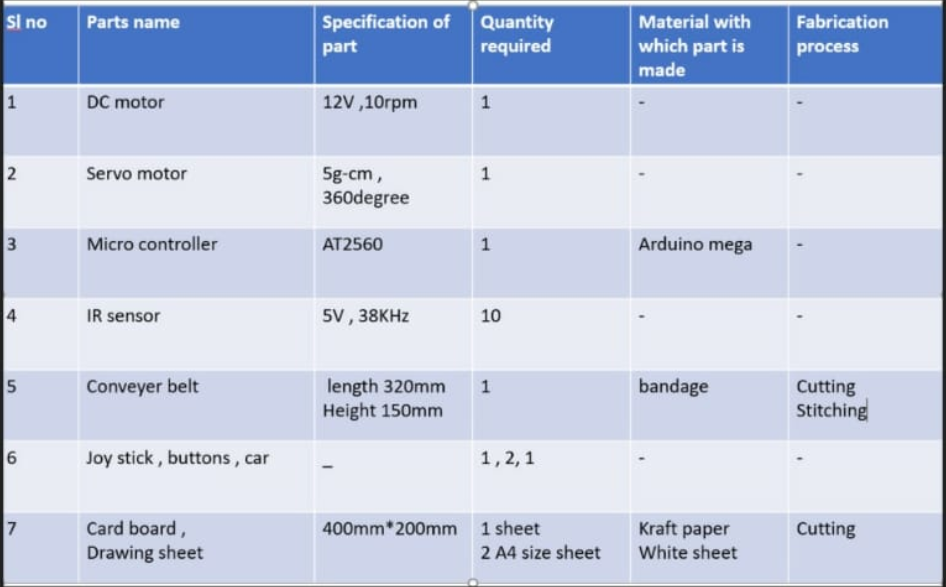 Sl no Parts name Specification of part Quantity required Material with which part is made Fabrication process
1 DC motor 12V ,10rpm 1 - -
2 Servo motor 5g-cm , 360degree 1 - -
3 Micro controller AT2560 1 Arduino mega -
4 IR sensor 5V , 38KHz 10 - -
5 Conveyer belt length 320mm Height 150mm 1 bandage Cutting Stitching
6 Joy stick , buttons , car _ 1 , 2, 1 - -
7 Card board , Drawing sheet 400mm*200mm 1 sheet 2 A4 size sheet Kraft paper White sheet Cutting